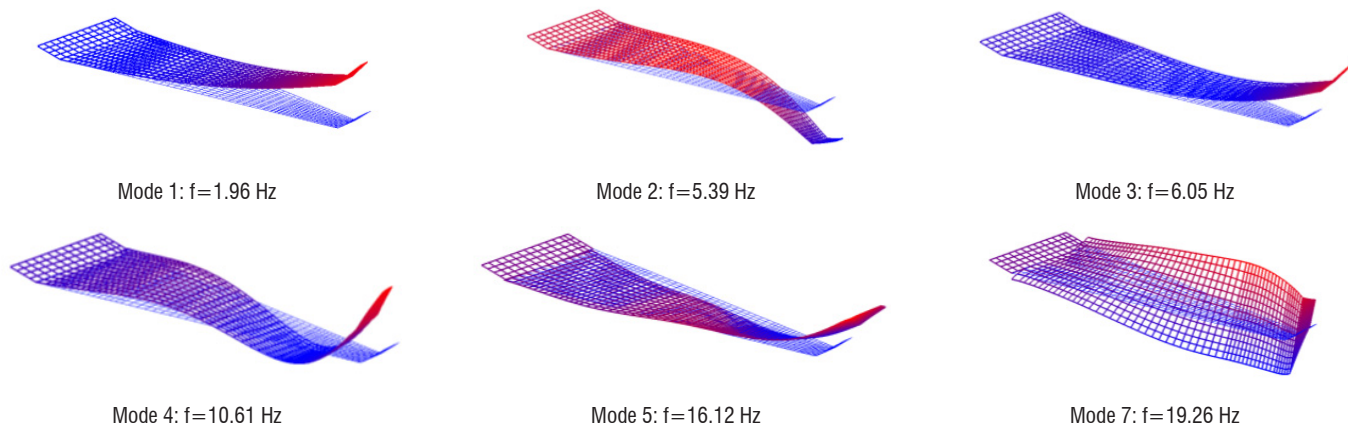 Mode 1: f=1.96 Hz
Mode 2: f=5.39 Hz
Mode 3: f=6.05 Hz
Mode 4: f=10.61 Hz
Mode 5: f=16.12 Hz
Mode 7: f=19.26 Hz